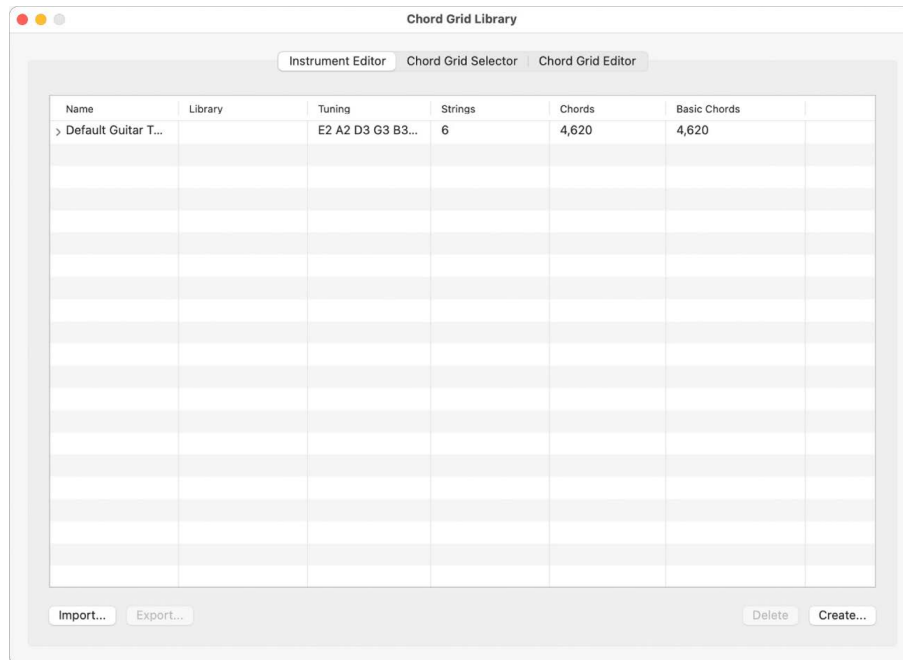 Chord Grid Library
Instrument Editor Chord Grid Selector Chord Grid Editor
Name Library Tuning Strings Chords Basic Chords
Default Guitar T... E2 A2 D3 G3 B3... 6 4,620 4,620
Import... Export... Delete Create...